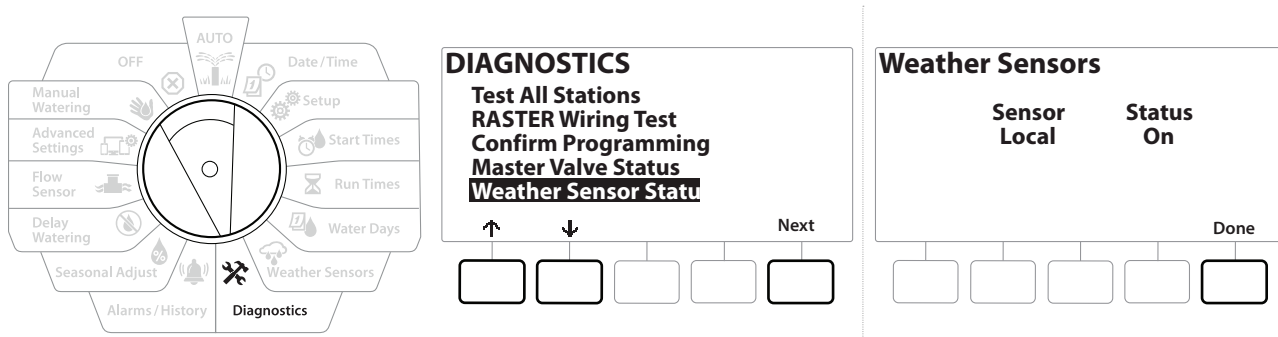 AUTO
OFF
Date/Time
Manual
Watering
Setup
Advanced
Settings
Start Times
Flow
Sensor
Run Times
Delay
Watering
Water Days
Seasonal Adjust
%
Weather Sensors
Alarms/History
Diagnostics
DIAGNOSTICS
Test All Stations
RASTER Wiring Test
Confirm Programming
Master Valve Status
Weather Sensor Statu
Next
Weather Sensors
Sensor Status
Local On
Done